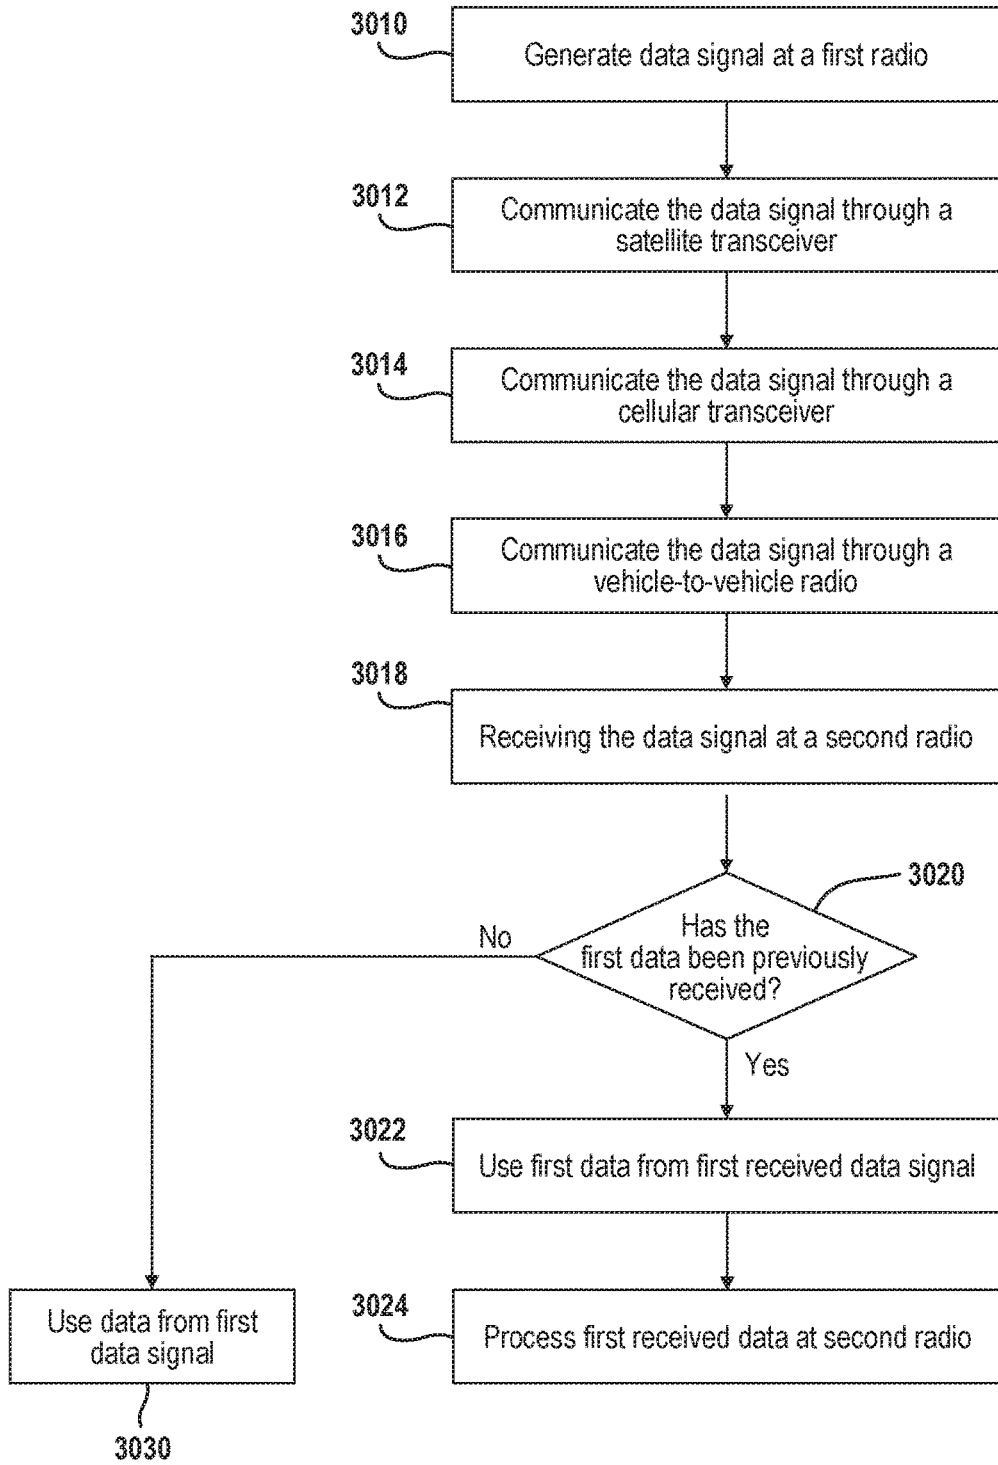 3010
Generate data signal at a first radio
3012
Communicate the data signal through a
satellite transceiver
3014
Communicate the data signal through a
cellular transceiver
3016
Communicate the data signal through a
vehicle-to-vehicle radio
3018
Receiving the data signal at a second radio
3020
Has the
first data been previously
received?
No
Yes
3022
Use first data from first received data signal
3024
Process first received data at second radio
Use data from first
data signal
3030